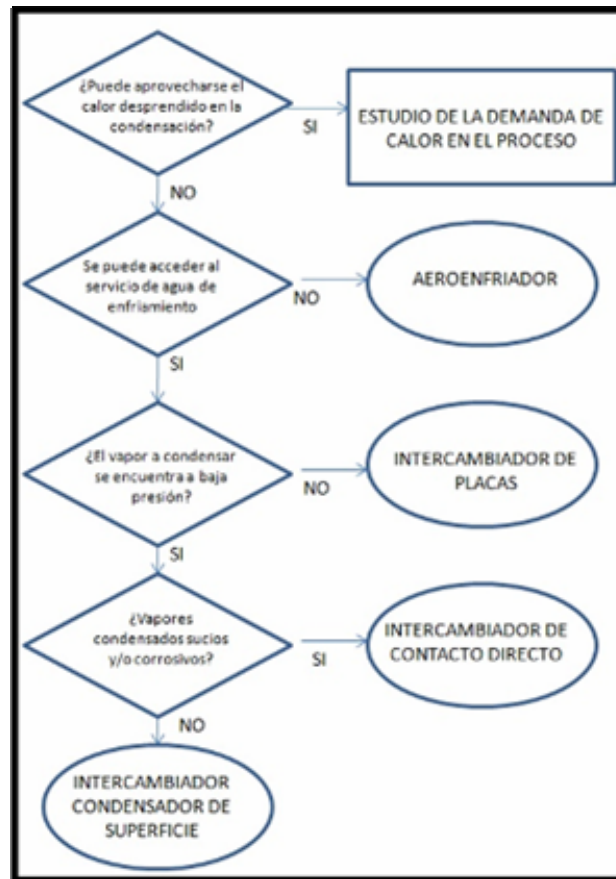 ¿Puede aprovecharse el
calor desprendido en la
condensación?
SI
ESTUDIO DE LA DEMANDA DE
CALOR EN EL PROCESO
NO
Se puede acceder al
servicio de agua de
enfriamiento
NO
AEROENFRIADOR
SI
¿El vapor a condensar
se encuentra a baja
presión?
NO
INTERCAMBIADOR DE
PLACAS
SI
¿Vapores
condensados sucios
y/o corrosivos?
SI
INTERCAMBIADOR DE
CONTACTO DIRECTO
NO
INTERCAMBIADOR
CONDENSADOR DE
SUPERFICIE